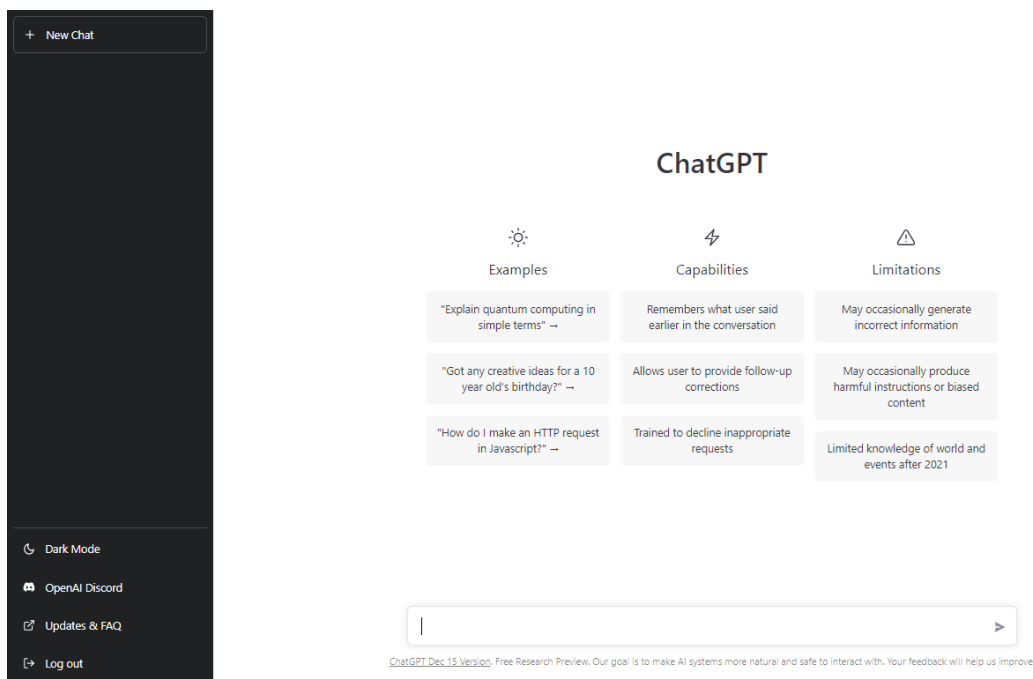 New Chat
ChatGPT
Examples
"Explain quantum computing in
simple terms" →
"Got any creative ideas for a 10
year old's birthday?" →
"How do I make an HTTP request
in Javascript?" →
Capabilities
Remembers what user said
earlier in the conversation
Allows user to provide follow-up
corrections
Trained to decline inappropriate
requests
Limitations
May occasionally generate
incorrect information
May occasionally produce
harmful instructions or biased
content
Limited knowledge of world and
events after 2021
Dark Mode
OpenAI Discord
Updates & FAQ
Log out
ChatGPT Dec 15 Version. Free Research Preview. Our goal is to make AI systems more natural and safe to interact with. Your feedback will help us improve